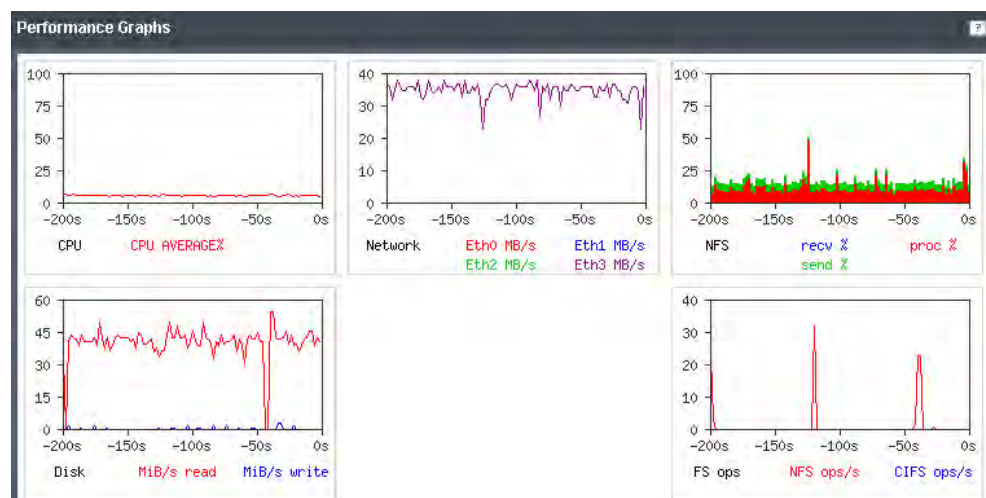 Performance Graphs
?
100
75
50
25
0
-200s -150s -100s -50s 0s
CPU CPU AVERAGE%
40
30
20
10
0
-200s -150s -100s -50s 0s
Network Eth0 MB/s Eth1 MB/s
Eth2 MB/s Eth3 MB/s
100
75
50
25
0
-200s -150s -100s -50s 0s
NFS recv % proc %
send %
60
45
30
15
0
-200s -150s -100s -50s 0s
Disk MiB/s read MiB/s write
40
30
20
10
0
-200s -150s -100s -50s 0s
FS ops NFS ops/s CIFS ops/s